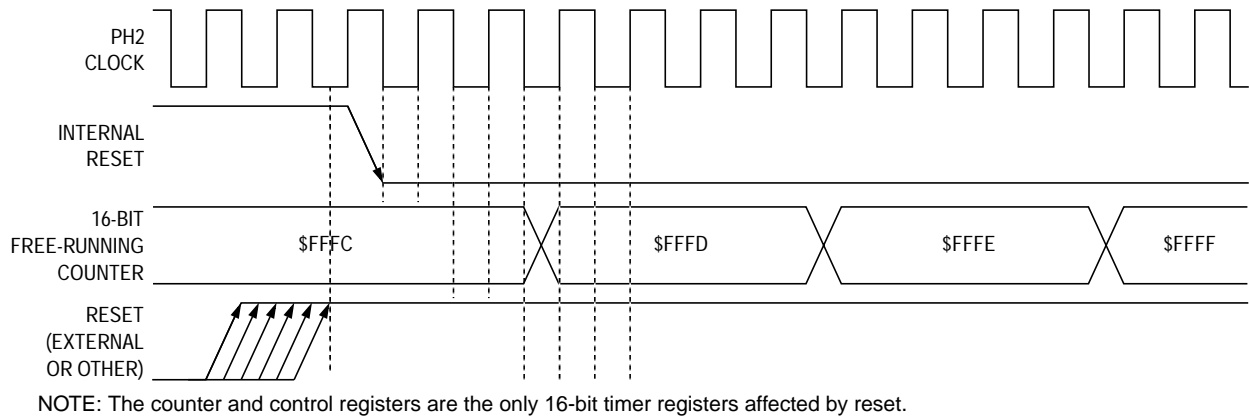 PH2
CLOCK
INTERNAL
RESET
16-BIT
FREE-RUNNING
COUNTER
$FFFC
$FFFD
$FFFE
$FFFF
RESET
(EXTERNAL
OR OTHER)
NOTE: The counter and control registers are the only 16-bit timer registers affected by reset.